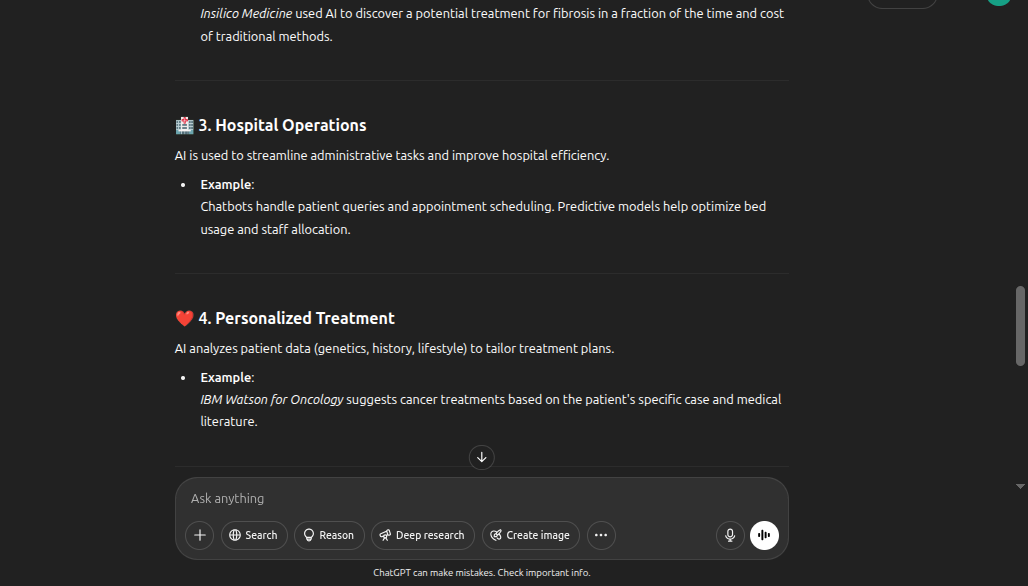 Insilico Medicine used AI to discover a potential treatment for fibrosis in a fraction of the time and cost
of traditional methods.
🏥 3. Hospital Operations
AI is used to streamline administrative tasks and improve hospital efficiency.
• Example:
Chatbots handle patient queries and appointment scheduling. Predictive models help optimize bed
usage and staff allocation.
❤️ 4. Personalized Treatment
AI analyzes patient data (genetics, history, lifestyle) to tailor treatment plans.
• Example:
IBM Watson for Oncology suggests cancer treatments based on the patient's specific case and medical
literature.
Ask anything
Search Reason Deep research Create image
ChatGPT can make mistakes. Check important info.